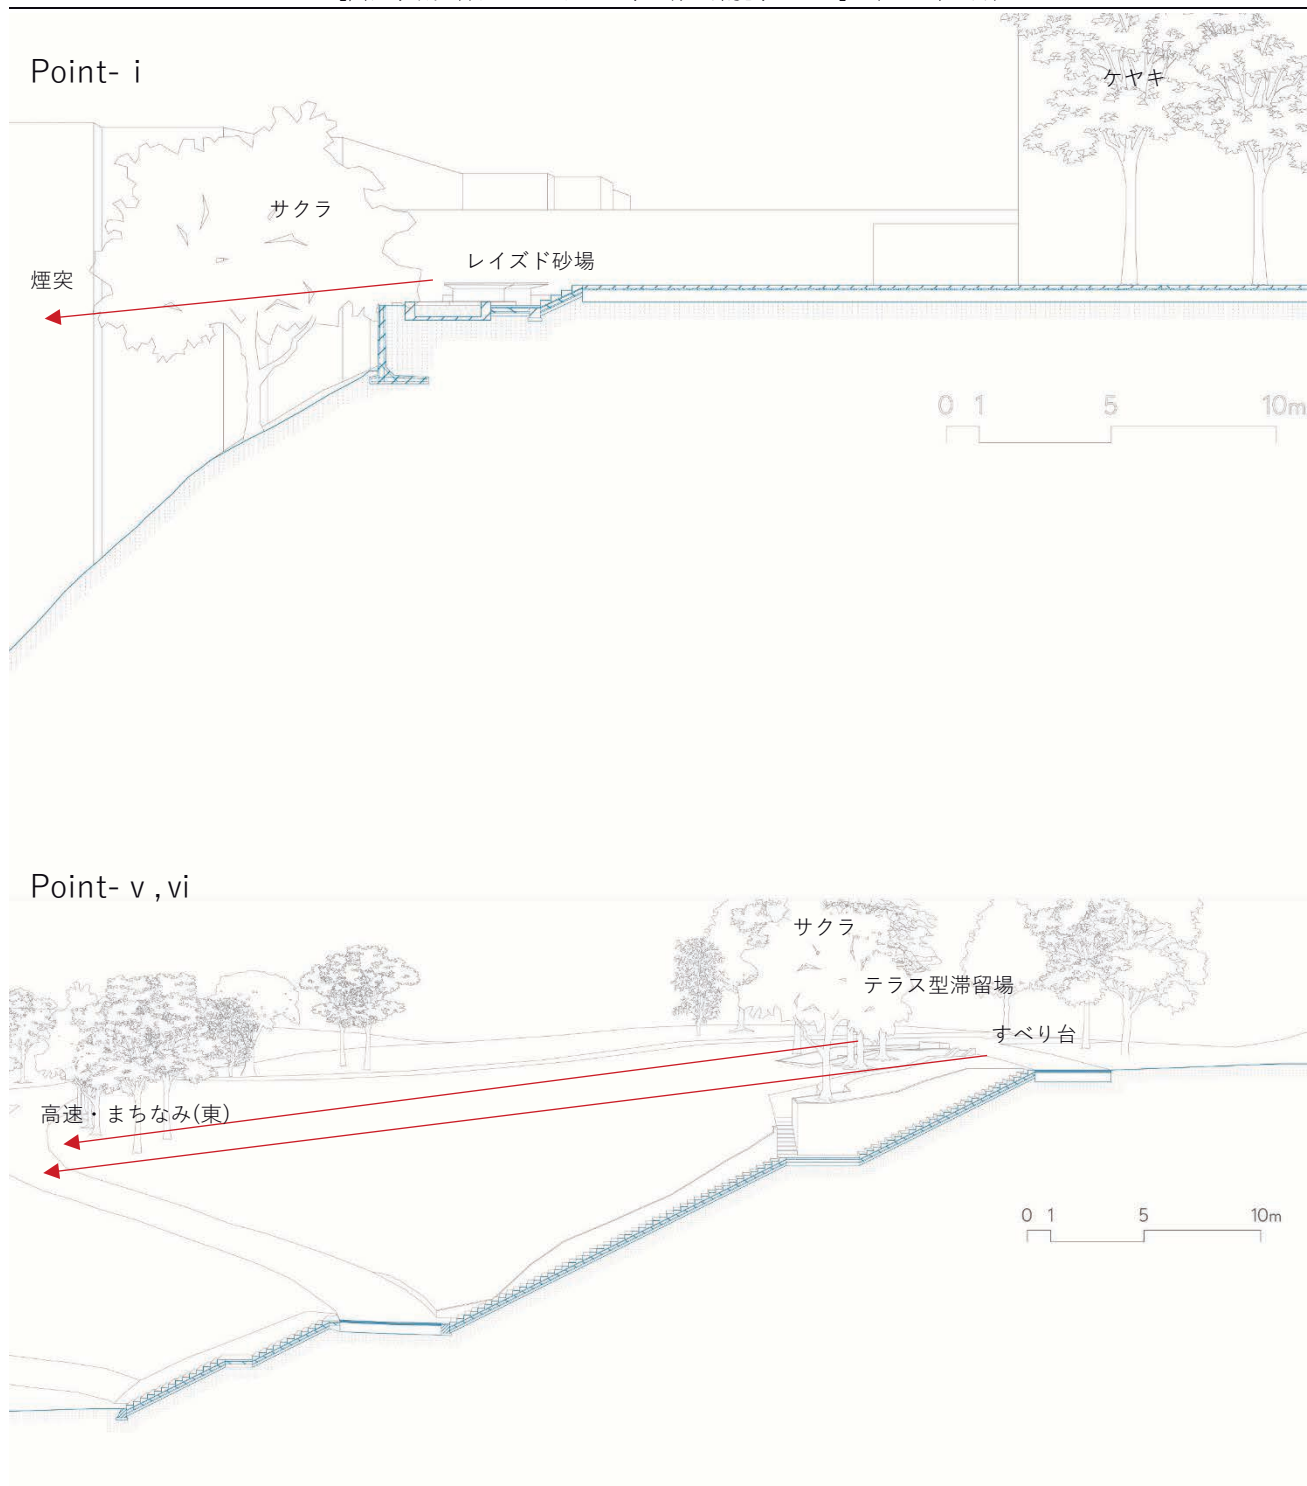 Point- i
ケヤキ
サクラ
レイズド砂場
煙突
0 1 5 10m
Point- v , vi
サクラ
テラス型滞留場
すべり台
高速・まちなみ(東)
0 1 5 10m